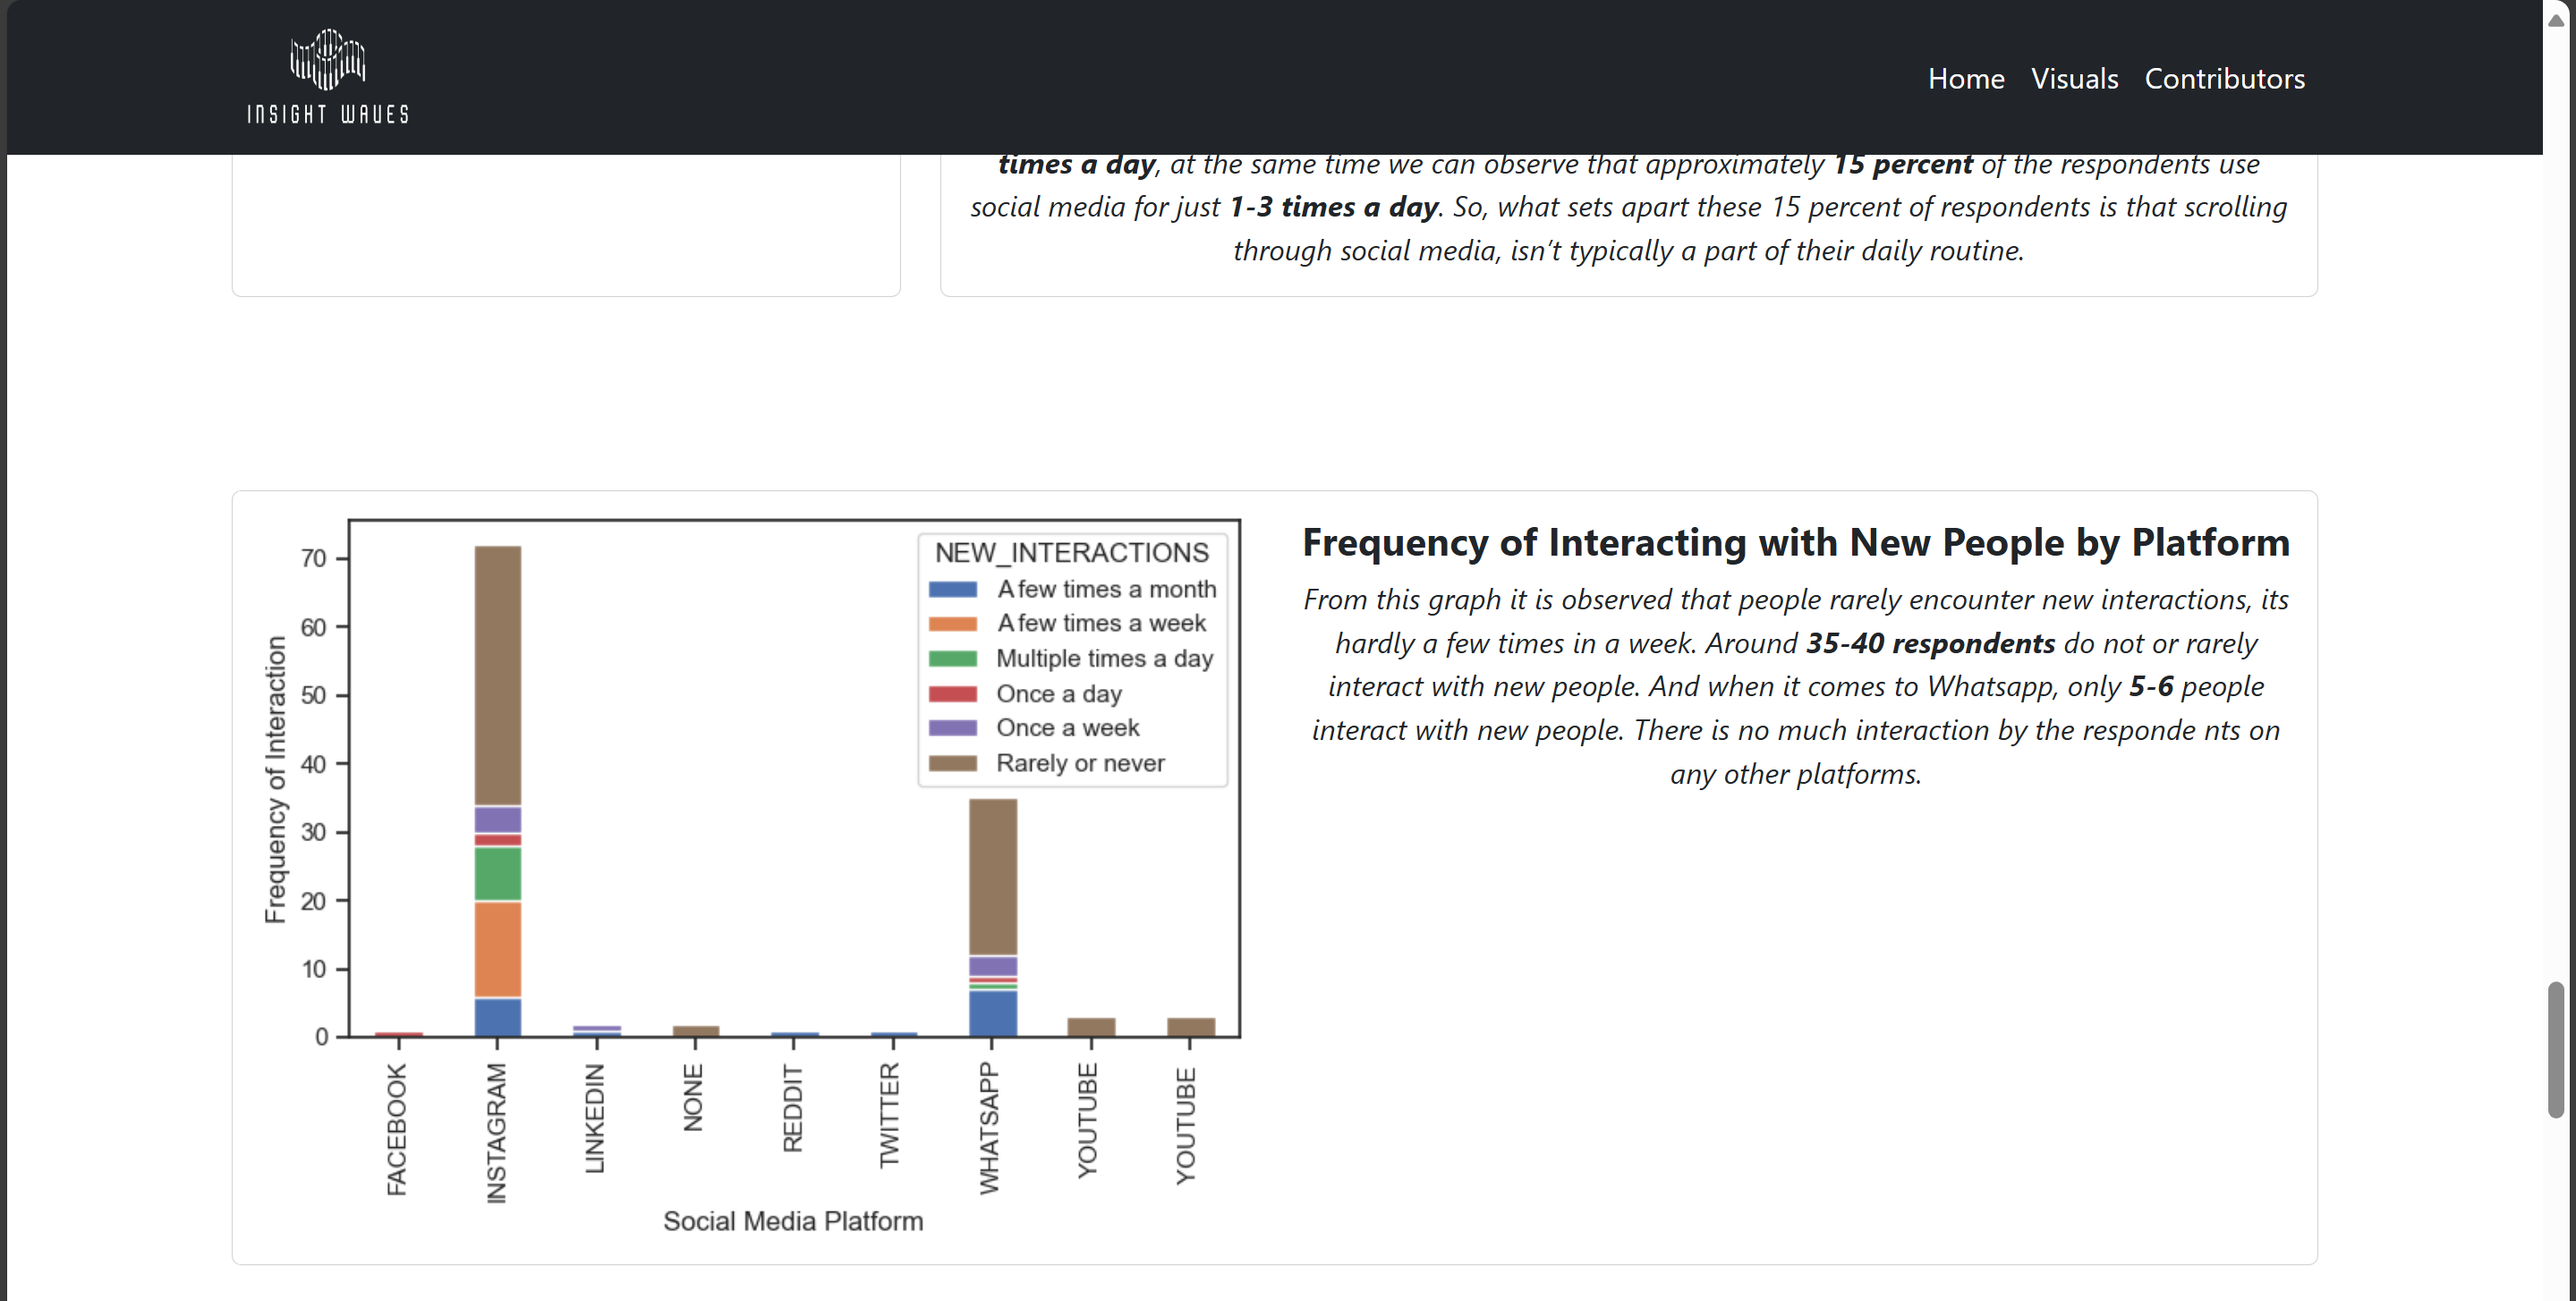 INSIGHT WAVES
Home Visuals Contributors
times a day, at the same time we can observe that approximately 15 percent of the respondents use
social media for just 1-3 times a day. So, what sets apart these 15 percent of respondents is that scrolling
through social media, isn’t typically a part of their daily routine.
70
60
50
40
30
20
10
0
Frequency of Interaction
NEW_INTERACTIONS
A few times a month
A few times a week
Multiple times a day
Once a day
Once a week
Rarely or never
FACEBOOK
INSTAGRAM
LINKEDIN
NONE
REDDIT
TWITTER
WHATSAPP
YOUTUBE
YOUTUBE
Social Media Platform
Frequency of Interacting with New People by Platform
From this graph it is observed that people rarely encounter new interactions, its
hardly a few times in a week. Around 35-40 respondents do not or rarely
interact with new people. And when it comes to Whatsapp, only 5-6 people
interact with new people. There is no much interaction by the responde nts on
any other platforms.